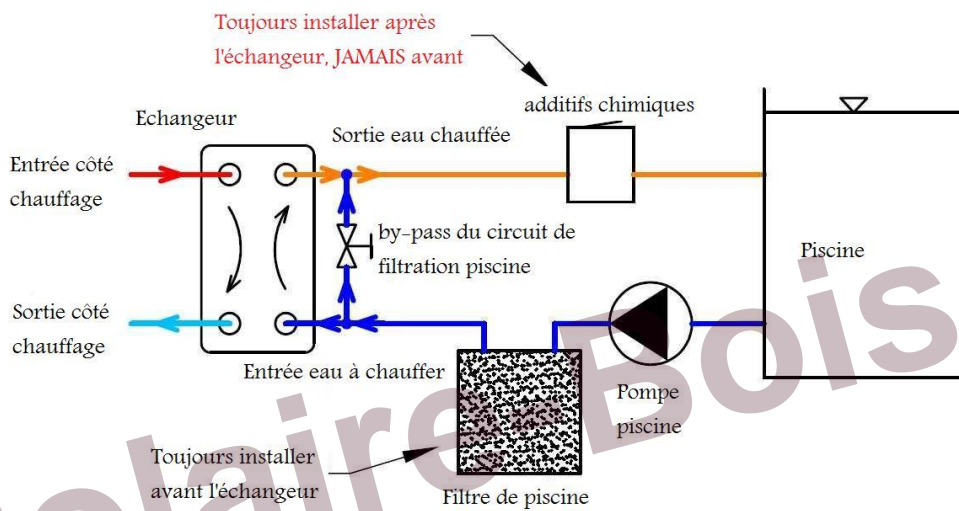 Toujours installer après
l'échangeur, JAMAIS avant
additifs chimiques
Echangeur
Sortie eau chauffée
Entrée côté
chauffage
by-pass du circuit de
filtration piscine
Piscine
Sortie côté
chauffage
Entrée eau à chauffer
Pompe
piscine
Toujours installer
avant l'échangeur
Filtre de piscine
olaire-Bois